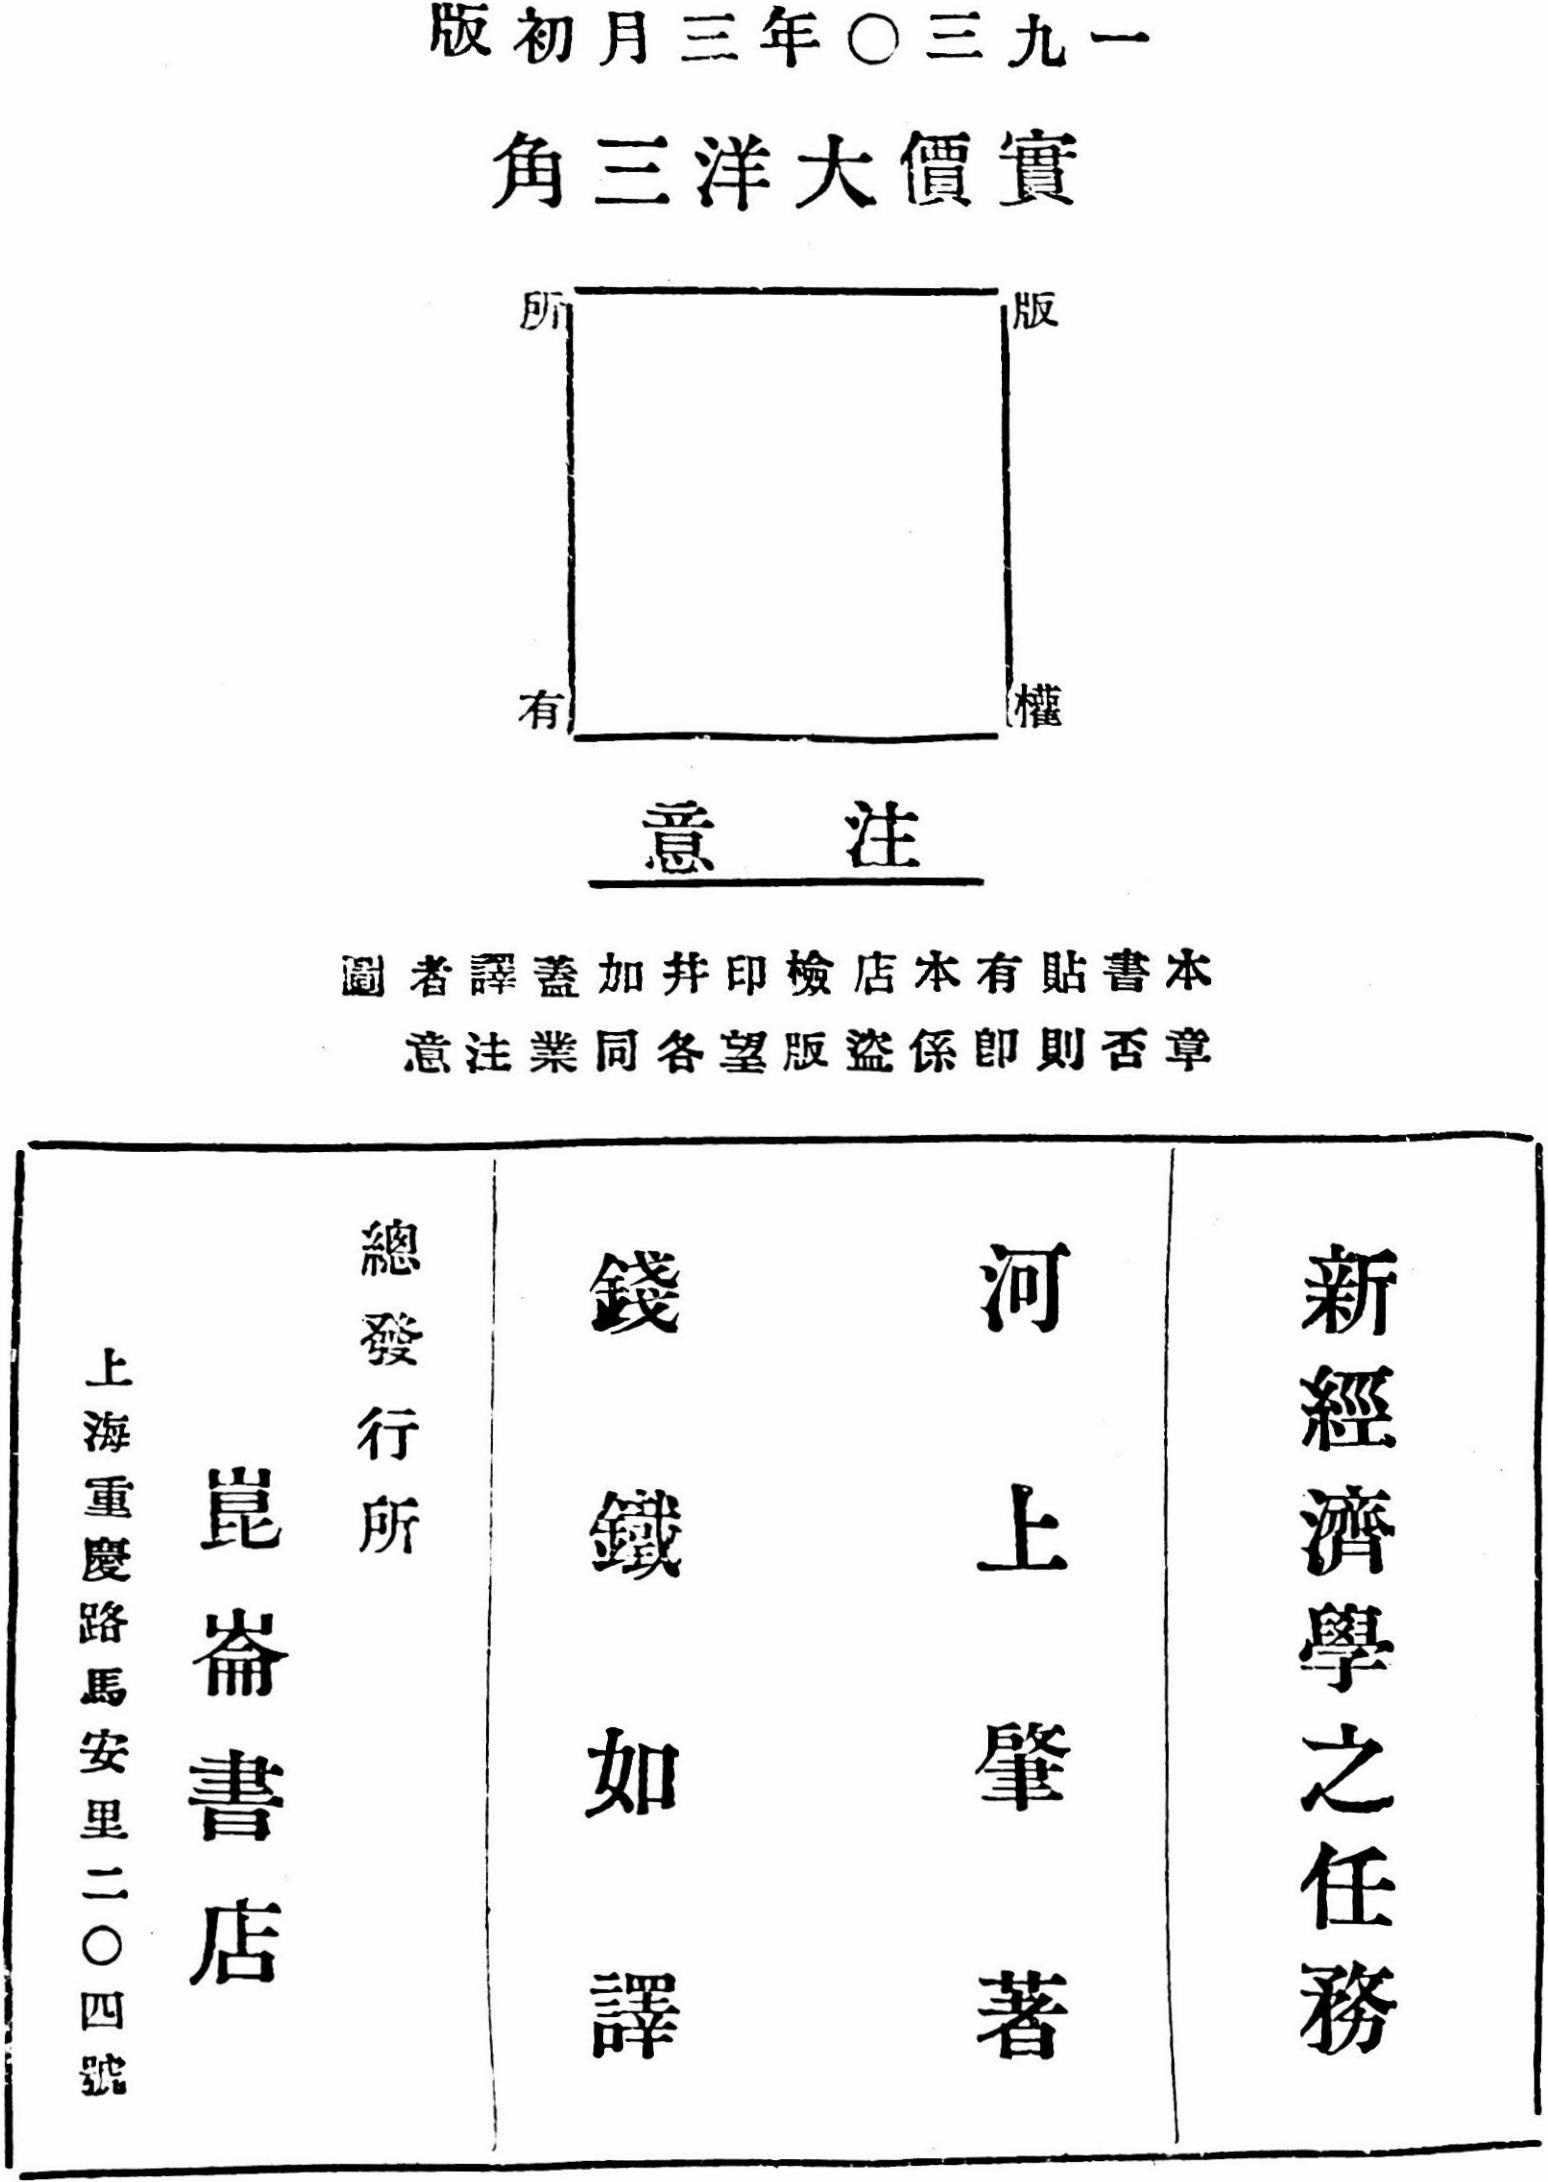 一九三〇年三月初版
實價大洋三角
版權所有
注意
本書貼有本店檢印幷加蓋譯者圖
章否則卽係盜版望各同業注意
新經濟學之任務
河上肇著
錢鐵如譯
總發行所
崑崙書店
上海重慶路馬安里二〇四號